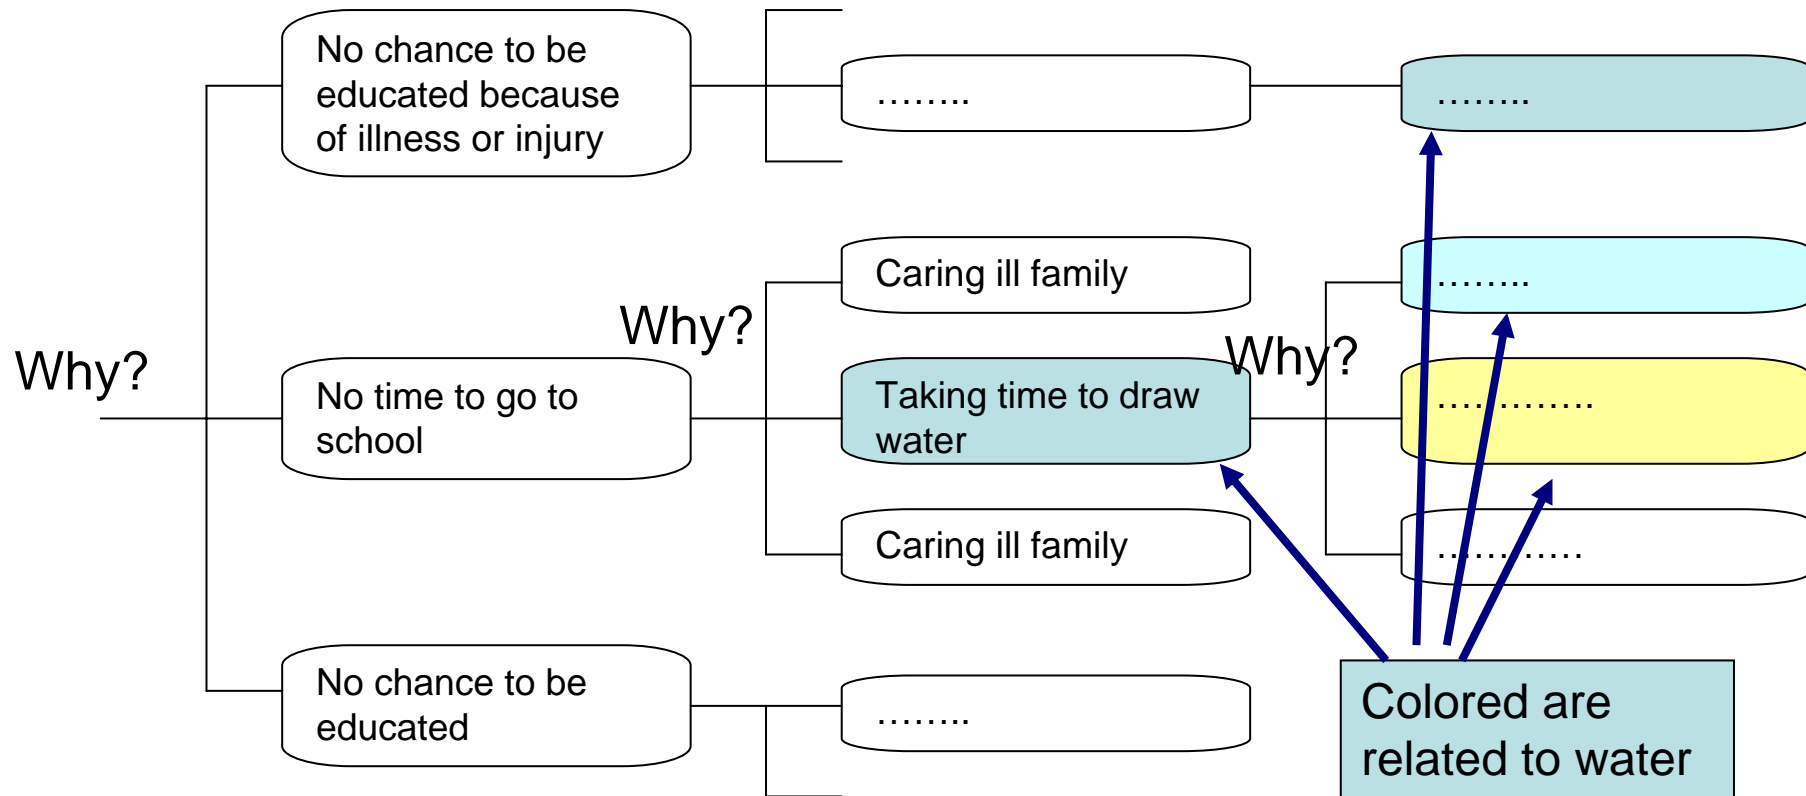 No chance to be
educated because
of illness or injury
……..
……..
Caring ill family
……..
Why?
Why?
Why?
No time to go to
school
Taking time to draw
water
………….
Caring ill family
…………
No chance to be
educated
……..
Colored are
related to water